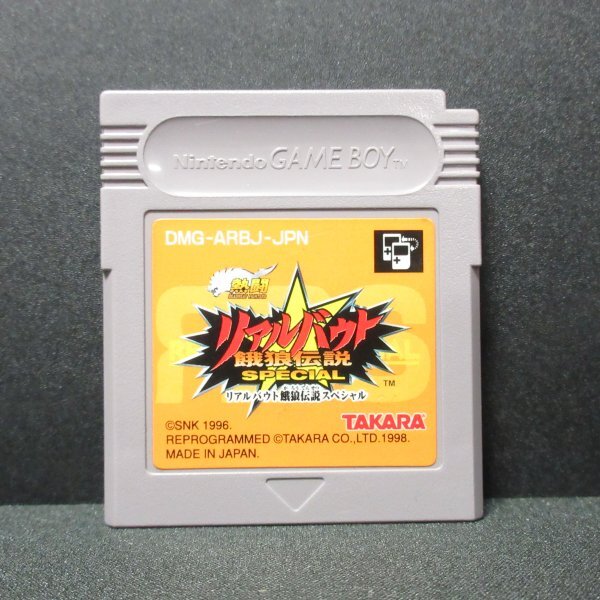 Nintendo GAME BOY™
DMG-ARBJ-JPN
熱闘
リアルバウト
餓狼伝説
SPECIAL
™
リアルバウト餓狼伝説スペシャル
©SNK 1996.
TAKARA
REPROGRAMMED ©TAKARA CO.,LTD.1998.
MADE IN JAPAN.